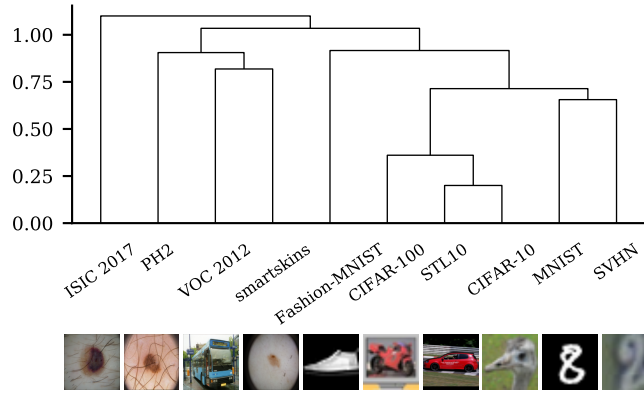 1.00
0.75
0.50
0.25
0.00
ISIC 2017
PH2
VOC 2012
smartskins
Fashion-MNIST
CIFAR-100
STL10
CIFAR-10
MNIST
SVHN
8